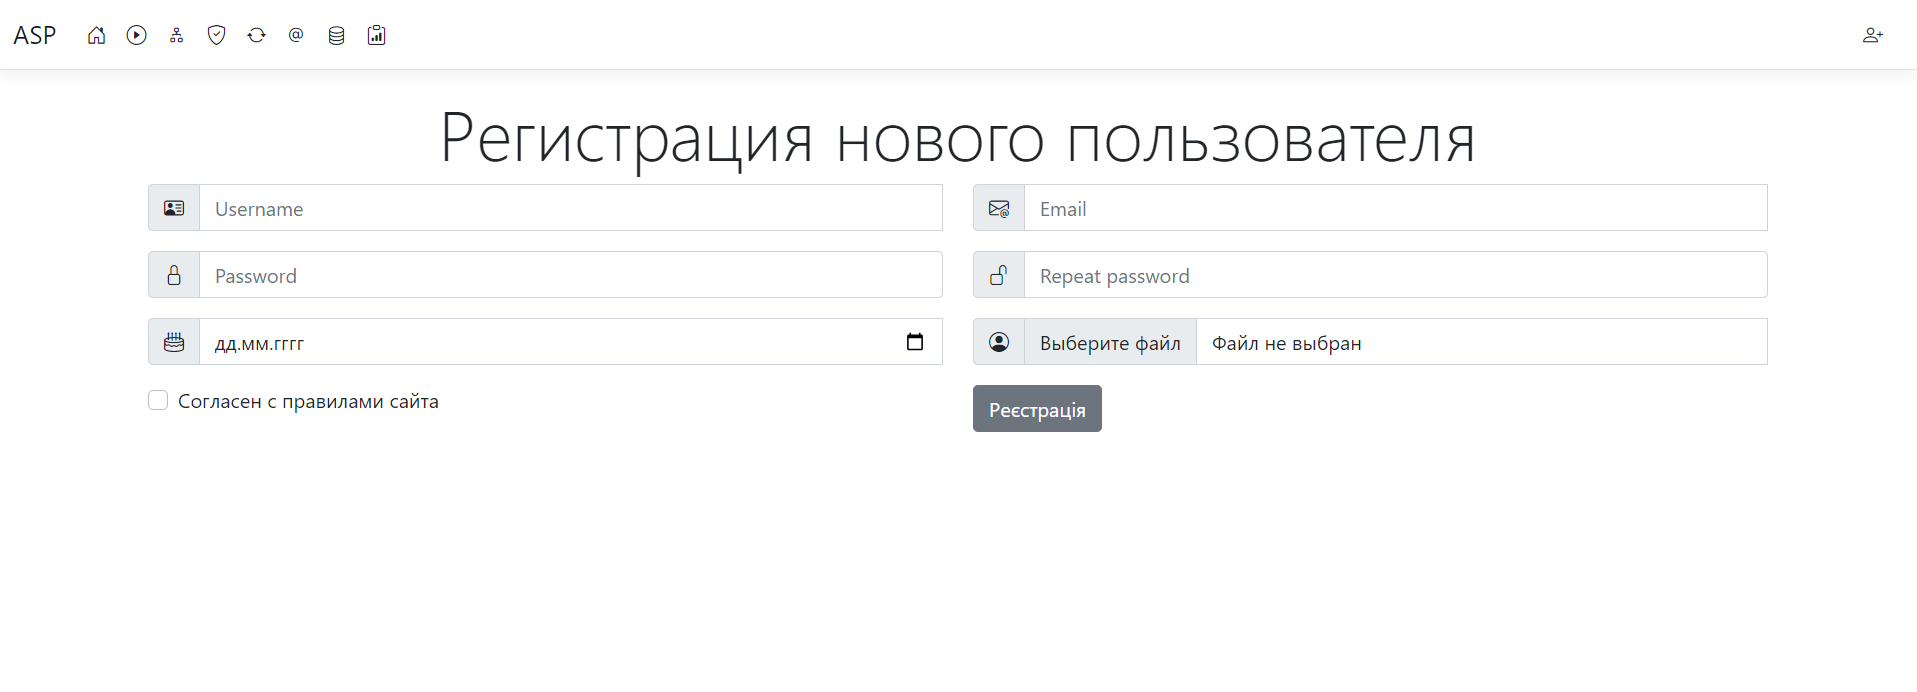 ASP
Регистрация нового пользователя
Username
Email
Password
Repeat password
дд.мм.гггг
Выберите файл Файл не выбран
Согласен с правилами сайта
Реєстрація